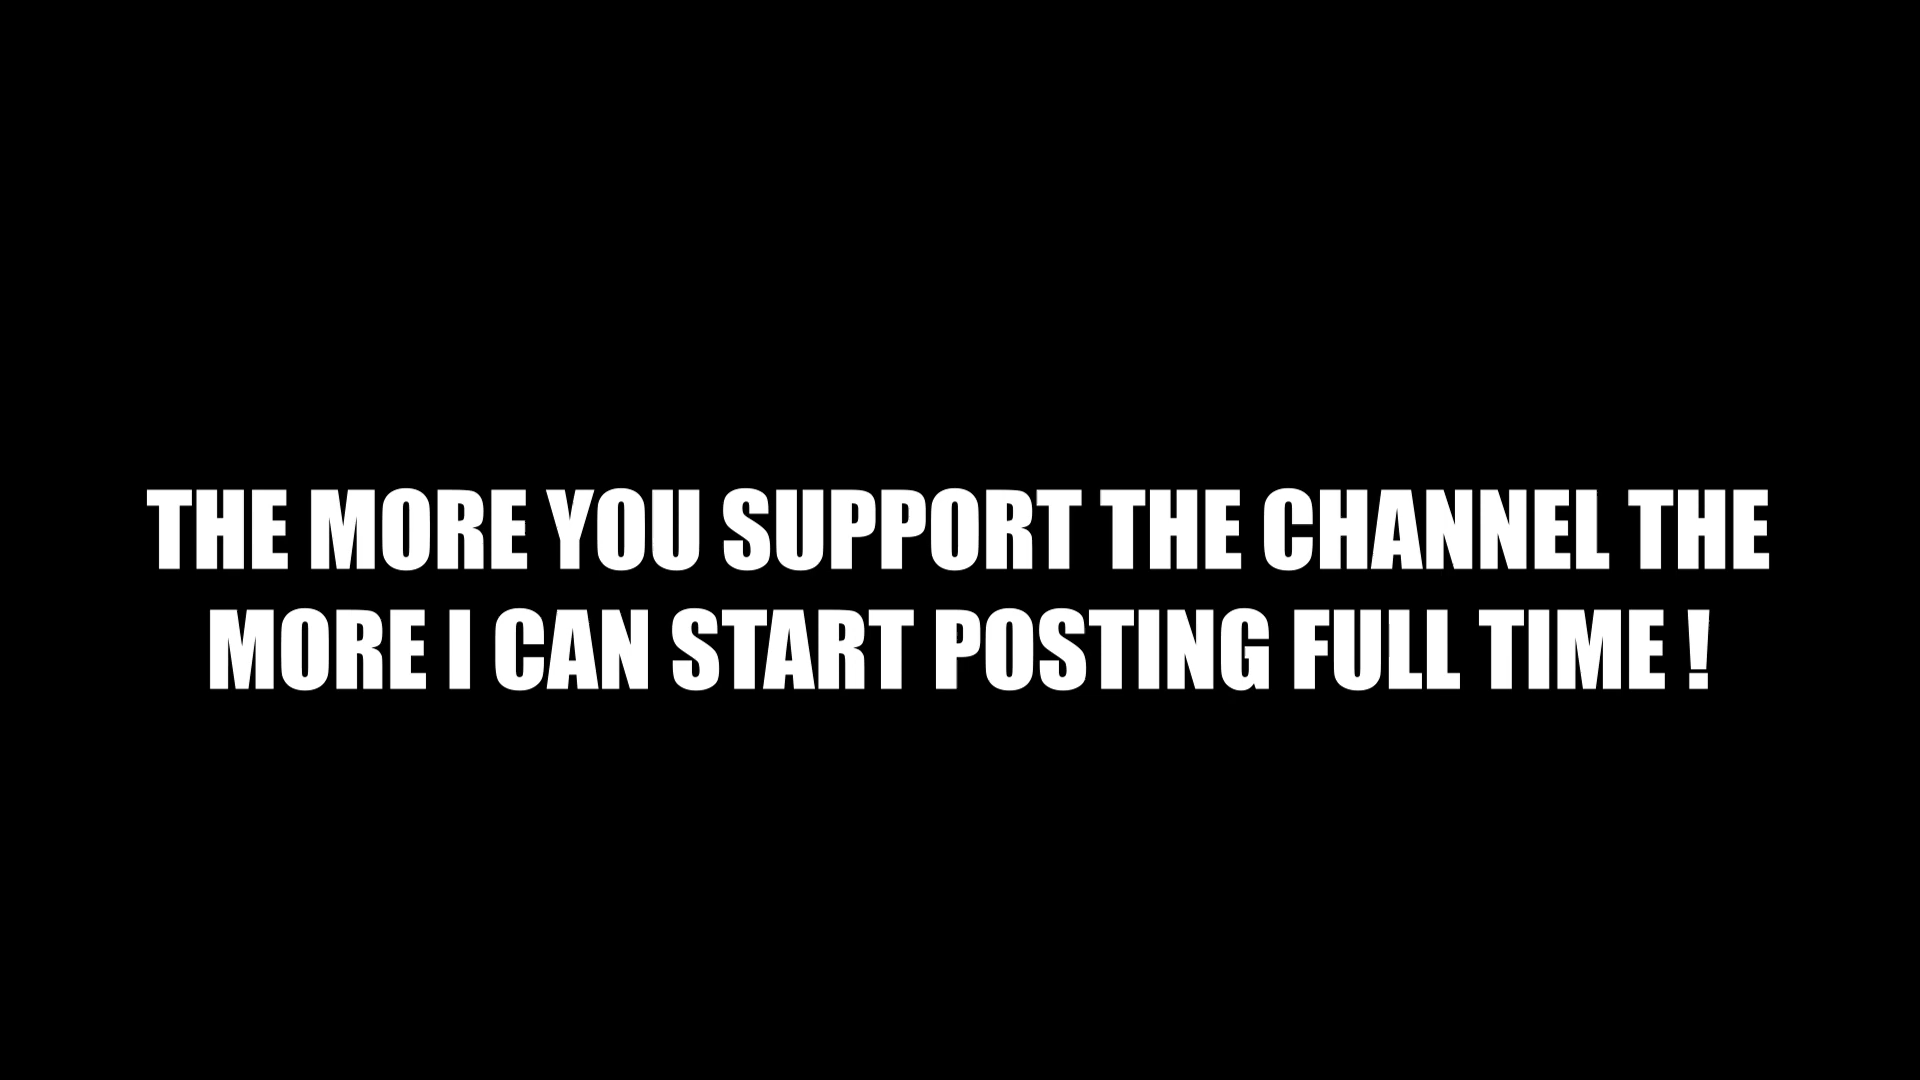 THE MORE YOU SUPPORT THE CHANNEL THE
MORE I CAN START POSTING FULL TIME !